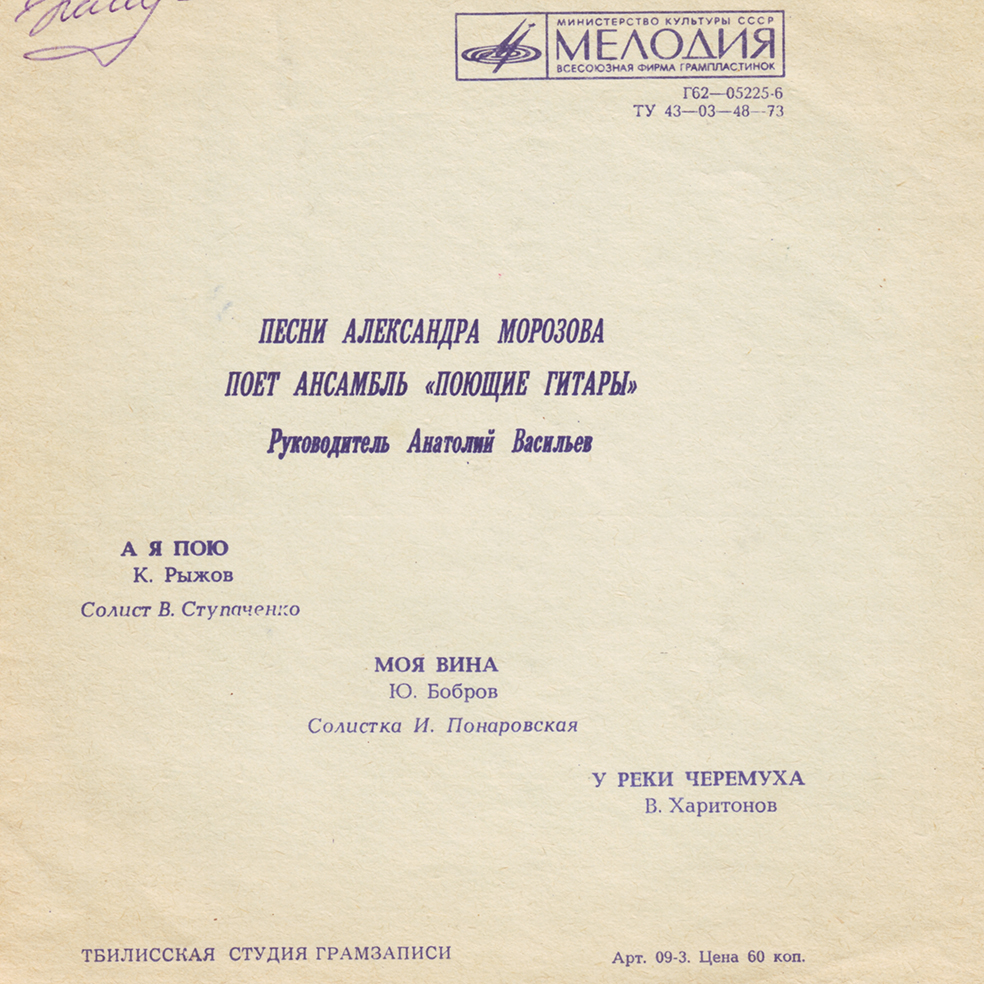 МИНИСТЕРСТВО КУЛЬТУРЫ СССР
МЕЛОДИЯ
ВСЕСОЮЗНАЯ ФИРМА ГРАМПЛАСТИНОК
Г62—05225-6
ТУ 43—03—48—73
ПЕСНИ АЛЕКСАНДРА МОРОЗОВА
ПОЕТ АНСАМБЛЬ «ПОЮЩИЕ ГИТАРЫ»
Руководитель Анатолий Васильев
А Я ПОЮ
К. Рыжов
Солист В. Ступаченко
МОЯ ВИНА
Ю. Бобров
Солистка И. Понаровская
У РЕКИ ЧЕРЕМУХА
В. Харитонов
ТБИЛИССКАЯ СТУДИЯ ГРАМЗАПИСИ
Арт. 09-3. Цена 60 коп.